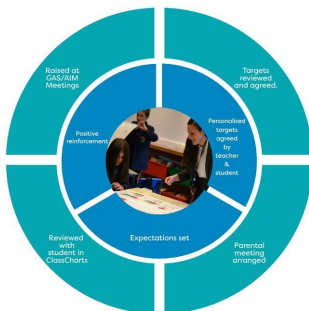 Raised at
GAS/AIM
Meetings
Targets
reviewed
and agreed.
Positive
reinforcement
Personalised
targets
agreed
by
teacher
&
student
Expectations set
Reviewed
with
student in
ClassCharts
Parental
meeting
arranged